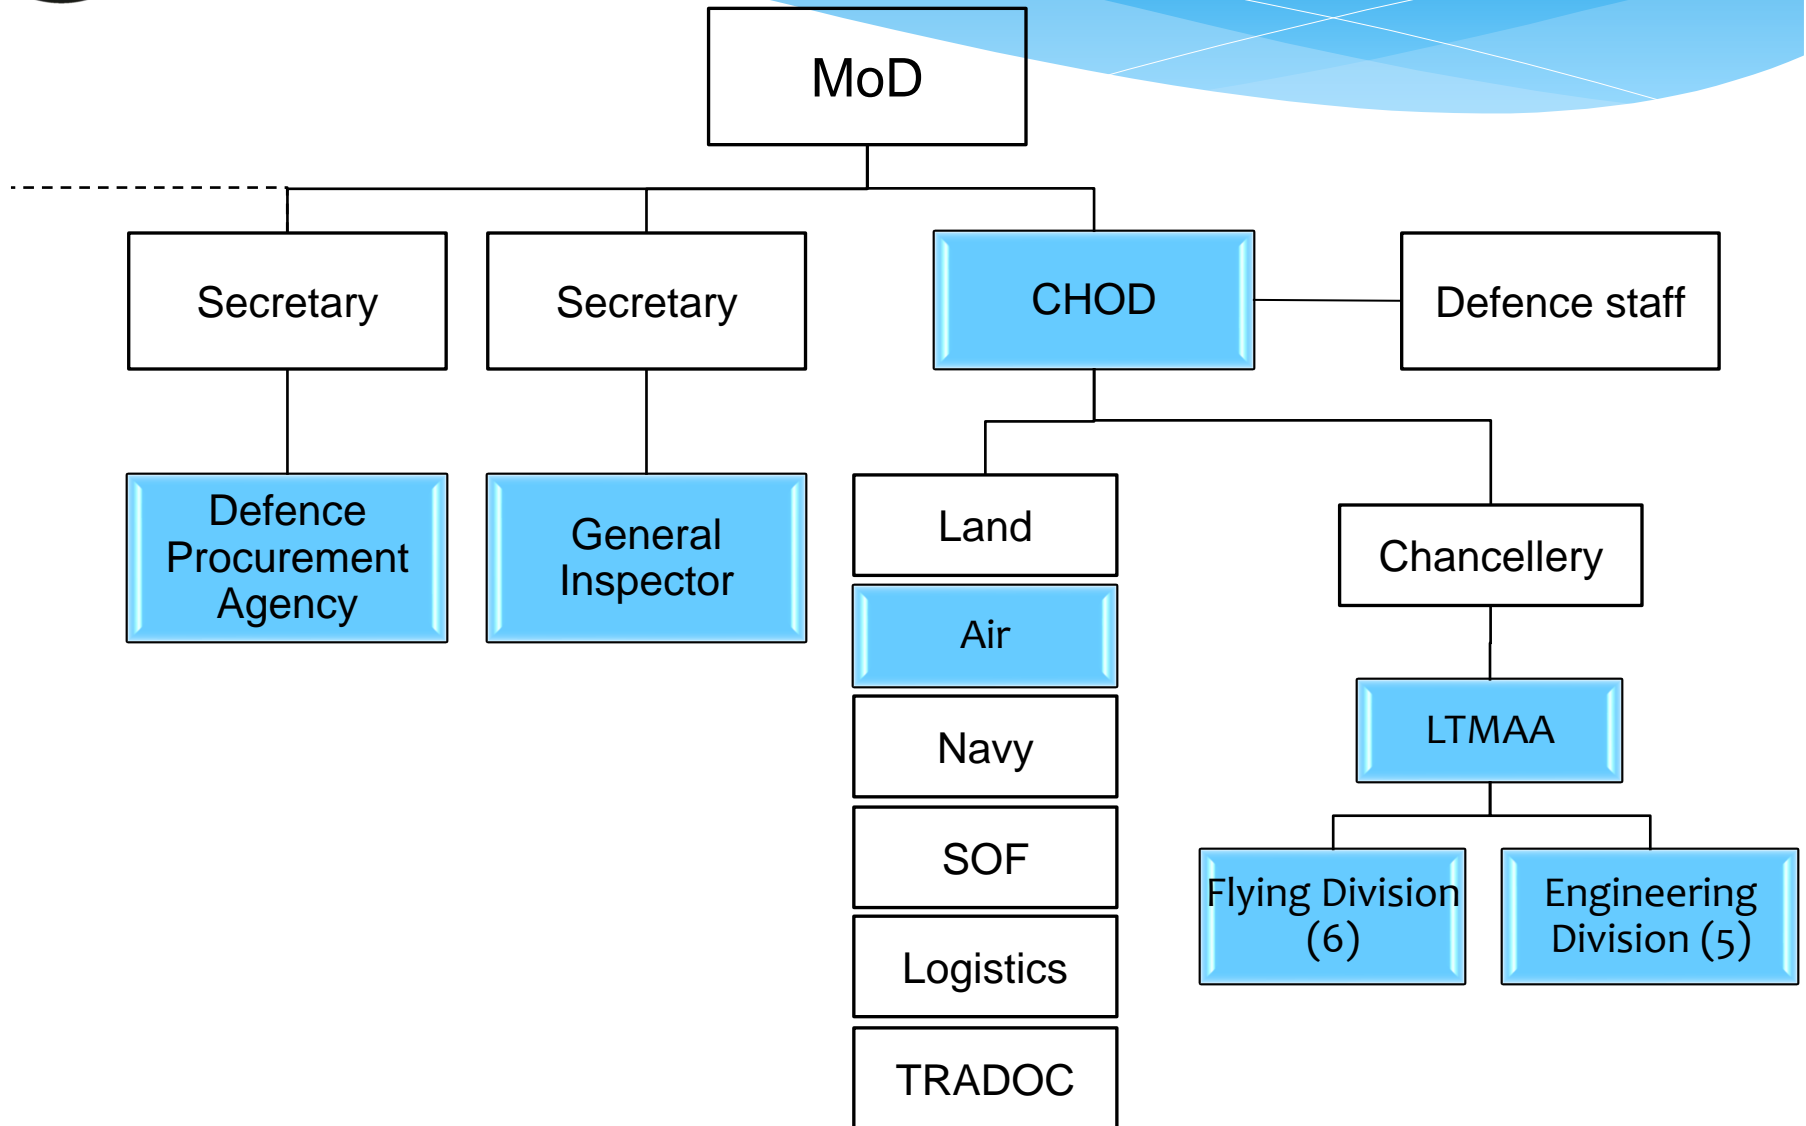 MoD
Secretary
Secretary
CHOD
Defence staff
Defence
Procurement
Agency
General
Inspector
Land
Air
Navy
SOF
Logistics
TRADOC
Chancellery
LTMAA
Flying Division
(6)
Engineering
Division (5)